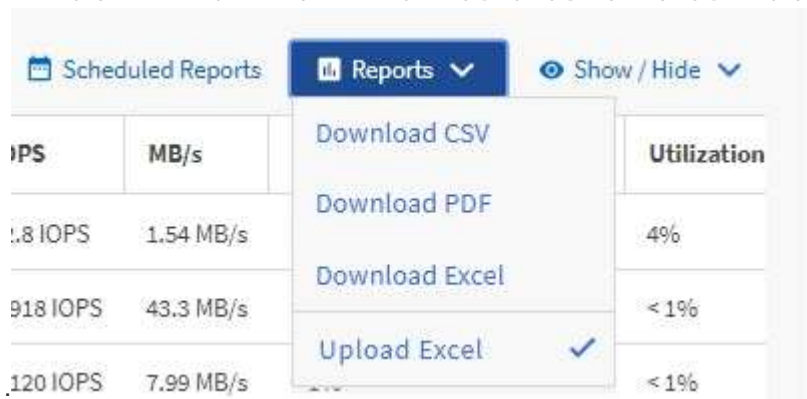 Scheduled Reports Reports Show / Hide
MB/s Utilization
Download CSV
.8 IOPS 1.54 MB/s 4%
Download PDF
918 IOPS 43.3 MB/s < 1%
Download Excel
120 IOPS 7.99 MB/s < 1%
Upload Excel